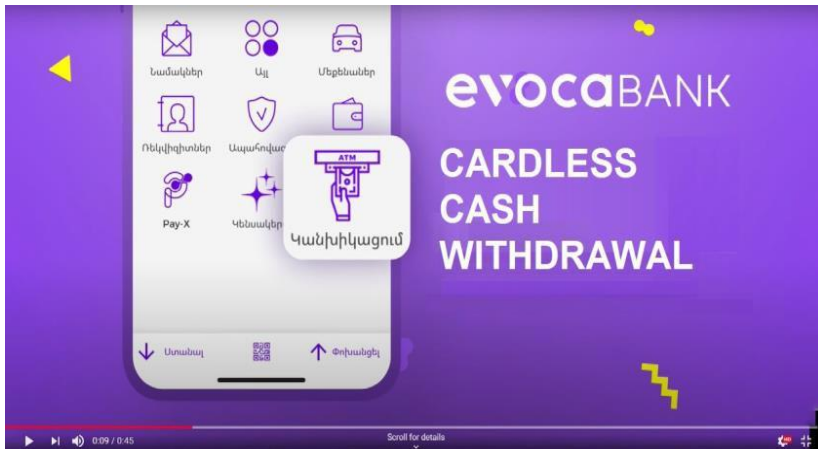 Նամակներ
Այլ
Մեքենաներ
Ռեկվիզիտներ
ATM
Կանխիկացում
Pay-X
Ստանալ
Փոխանցել
evocaBANK
CARDLESS
CASH
WITHDRAWAL
0:09 / 0:45
Scroll for details
HD